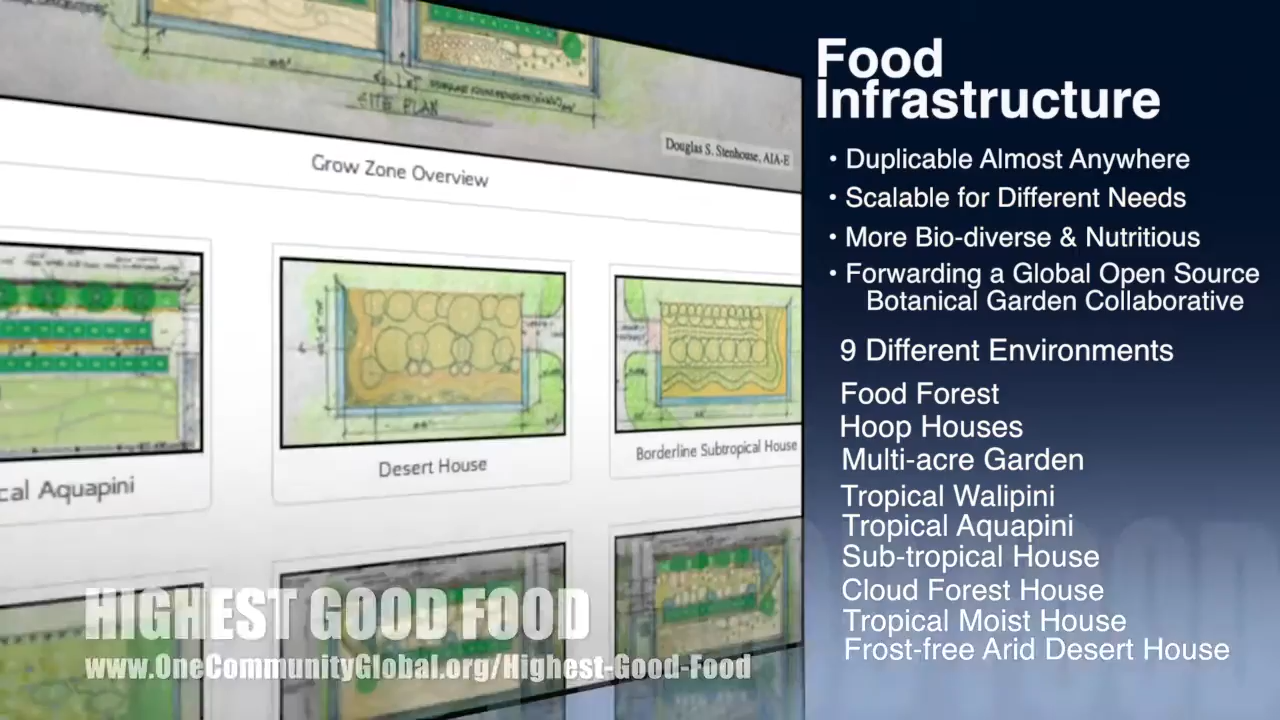 SITE PLAN
Douglas S. Stenhouse, AIA-E
Grow Zone Overview
cal Aquapini
Desert House
Borderline Subtropical House
HIGHEST GOOD FOOD
www.OneCommunityGlobal.org/Highest-Good-Food
Food
Infrastructure
• Duplicable Almost Anywhere
• Scalable for Different Needs
• More Bio-diverse & Nutritious
• Forwarding a Global Open Source
Botanical Garden Collaborative
9 Different Environments
Food Forest
Hoop Houses
Multi-acre Garden
Tropical Walipini
Tropical Aquapini
Sub-tropical House
Cloud Forest House
Tropical Moist House
Frost-free Arid Desert House